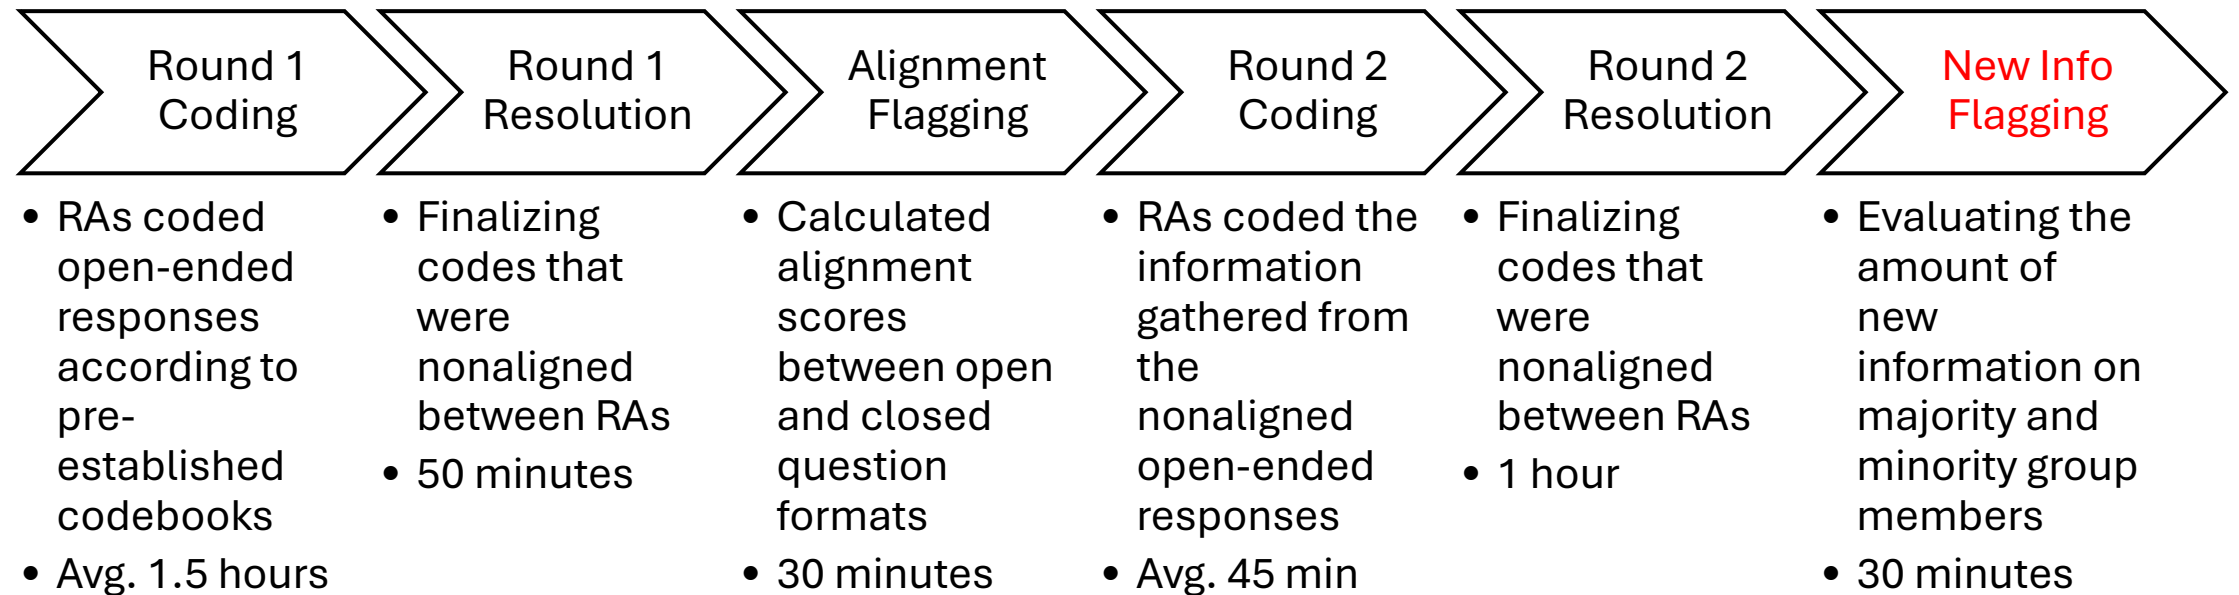 Round 1
Coding
Round 1
Resolution
Alignment
Flagging
Round 2
Coding
Round 2
Resolution
New Info
Flagging
• RAs coded
open-ended
responses
according to
pre-
established
codebooks
• Avg. 1.5 hours
• Finalizing
codes that
were
nonaligned
between RAs
• 50 minutes
• Calculated
alignment
scores
between open
and closed
question
formats
• 30 minutes
• RAs coded the
information
gathered from
the
nonaligned
open-ended
responses
• Avg. 45 min
• Finalizing
codes that
were
nonaligned
between RAs
• 1 hour
• Evaluating the
amount of
new
information on
majority and
minority group
members
• 30 minutes